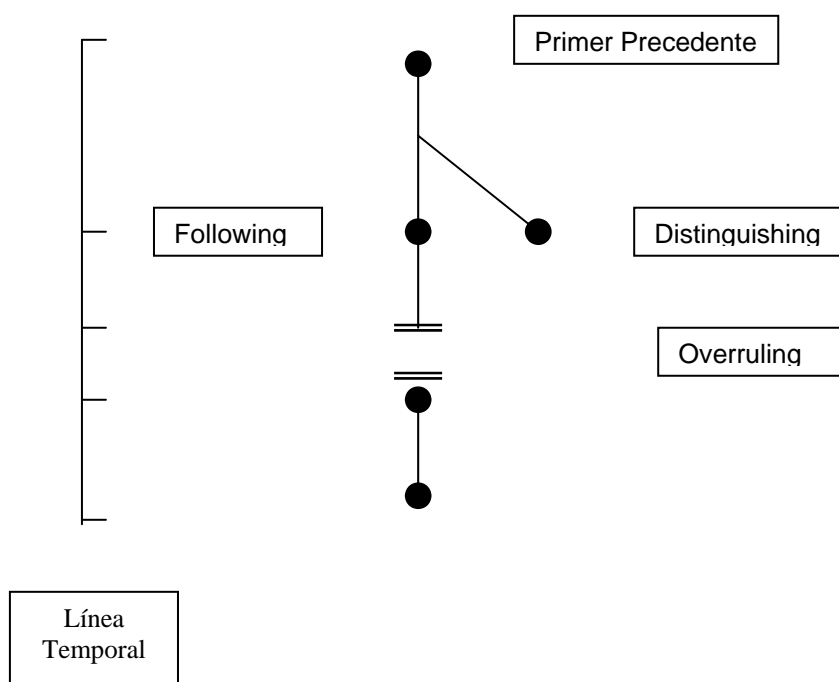 Primer Precedente
Following
Distinguishing
Overruling
Línea
Temporal